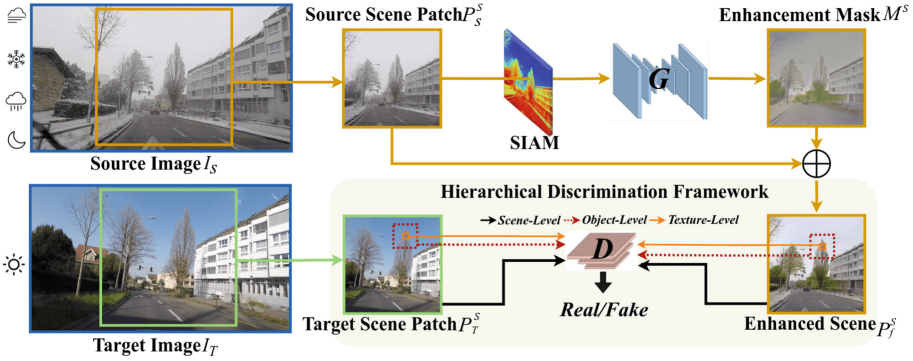 Source Scene Patch P_S^S
Enhancement Mask M^S
G
SIAM
Source Image I_S
Hierarchical Discrimination Framework
Scene-Level Object-Level Texture-Level
D
Real/Fake
Target Scene Patch P_T^S
Enhanced Scene P_f^S
Target Image I_T